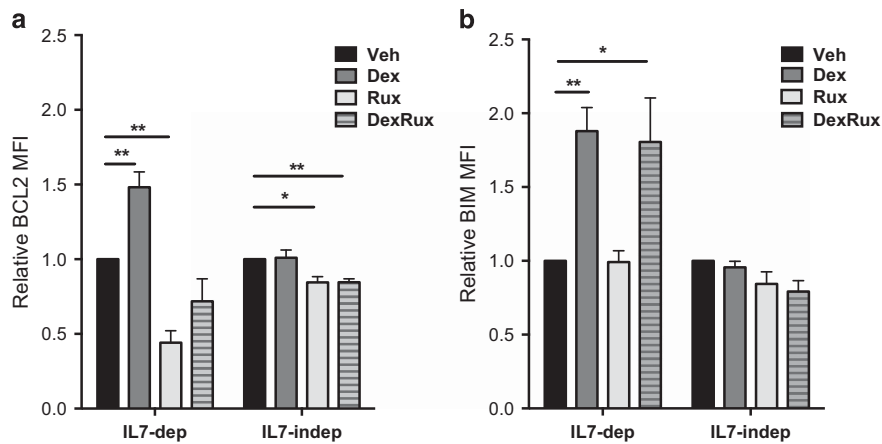 a
Relative BCL2 MFI
2.5
2.0
1.5
1.0
0.5
0.0
Veh
Dex
Rux
DexRux
**
**
**
*
IL7-dep
IL7-indep
b
Relative BIM MFI
2.5
2.0
1.5
1.0
0.5
0.0
Veh
Dex
Rux
DexRux
*
**
IL7-dep
IL7-indep